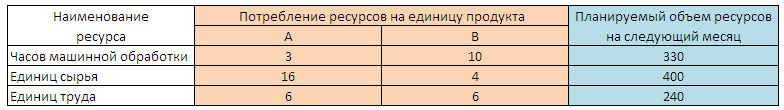 Наименование ресурса Потребление ресурсов на единицу продукта Планируемый объем ресурсов на следующий месяц
А В
Часов машинной обработки 3 10 330
Единиц сырья 16 4 400
Единиц труда 6 6 240